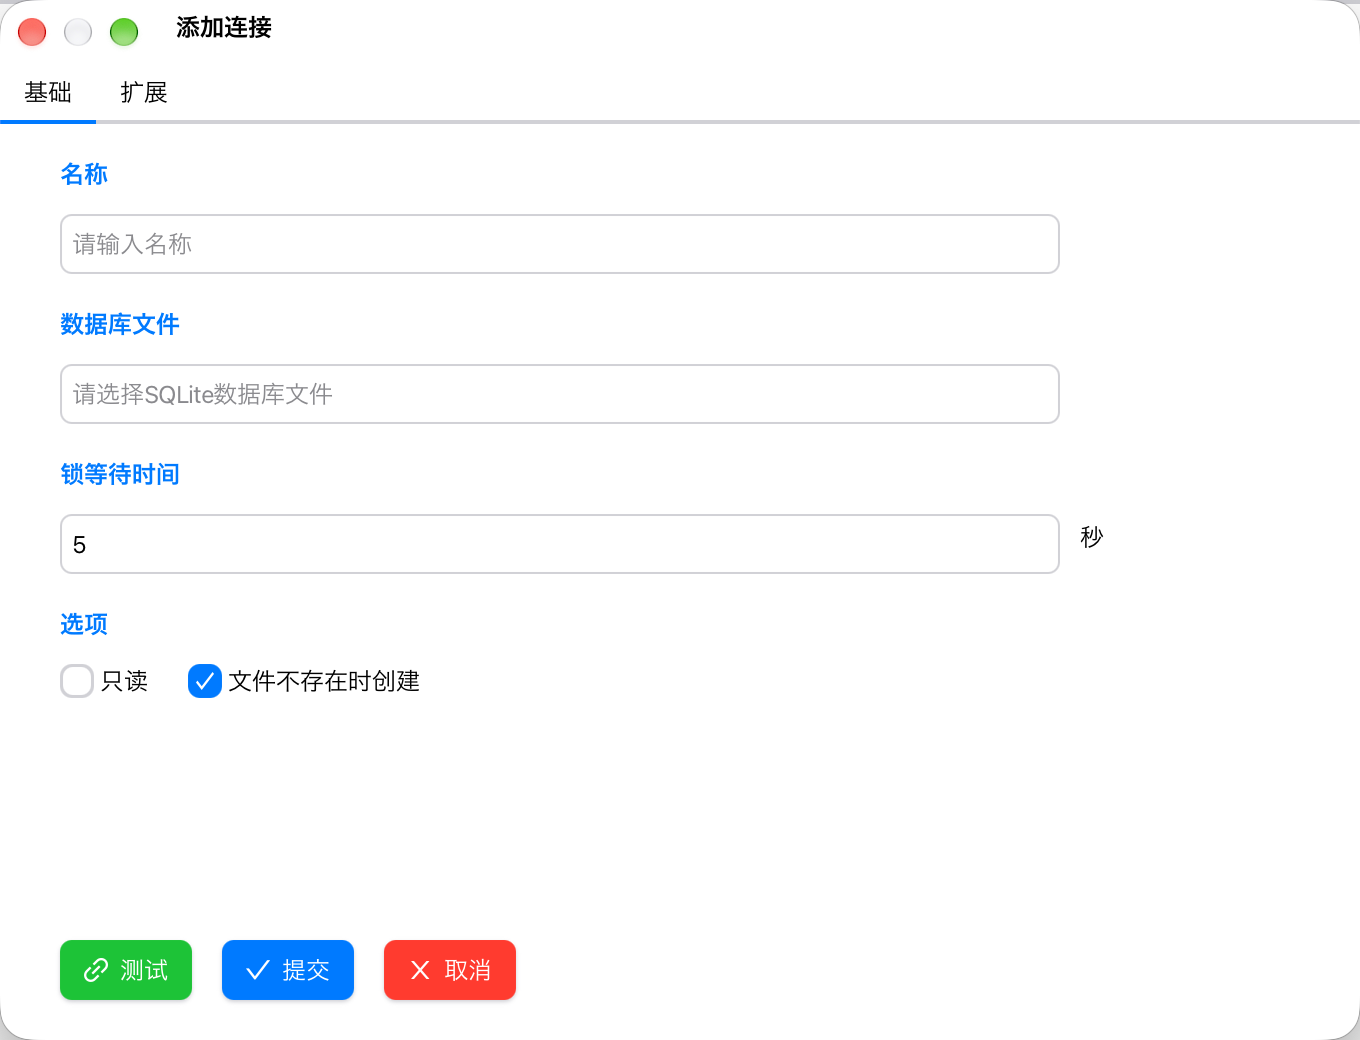 添加连接
基础 扩展
名称
请输入名称
数据库文件
请选择SQLite数据库文件
锁等待时间
5 秒
选项
只读 文件不存在时创建
测试 提交 取消